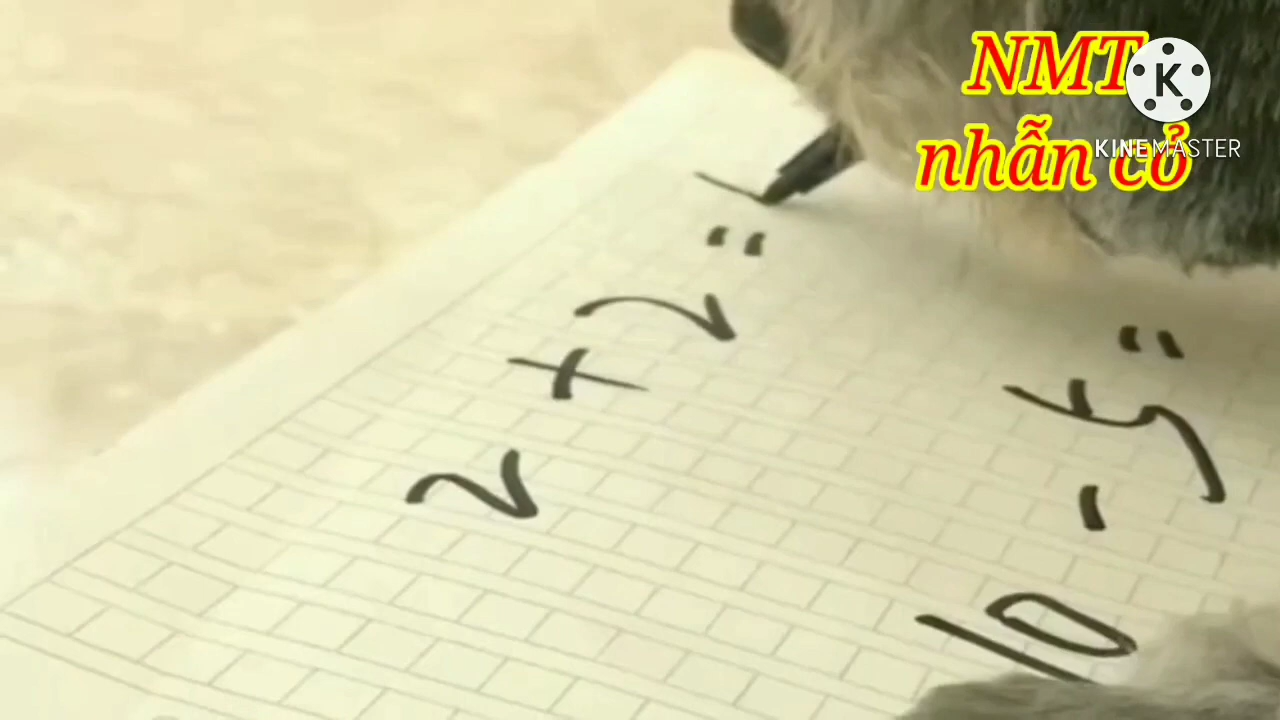 NMT
nhẫn cỏ
K
KINEMASTER
2 + 2 =
10 - 5 =